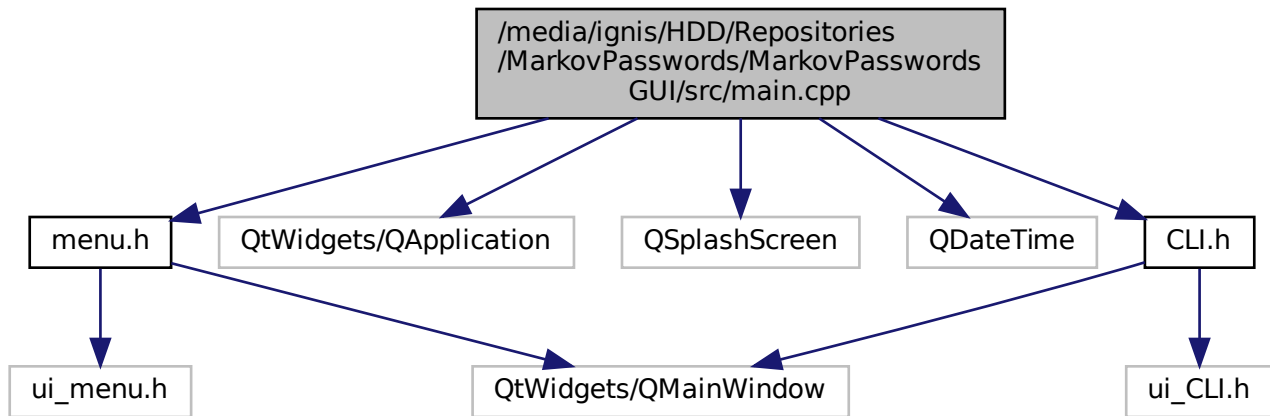 /media/ignis/HDD/Repositories
/MarkovPasswords/MarkovPasswords
GUI/src/main.cpp
menu.h
QtWidgets/QApplication
QSplashScreen
QDateTime
CLI.h
ui_menu.h
QtWidgets/QMainWindow
ui_CLI.h